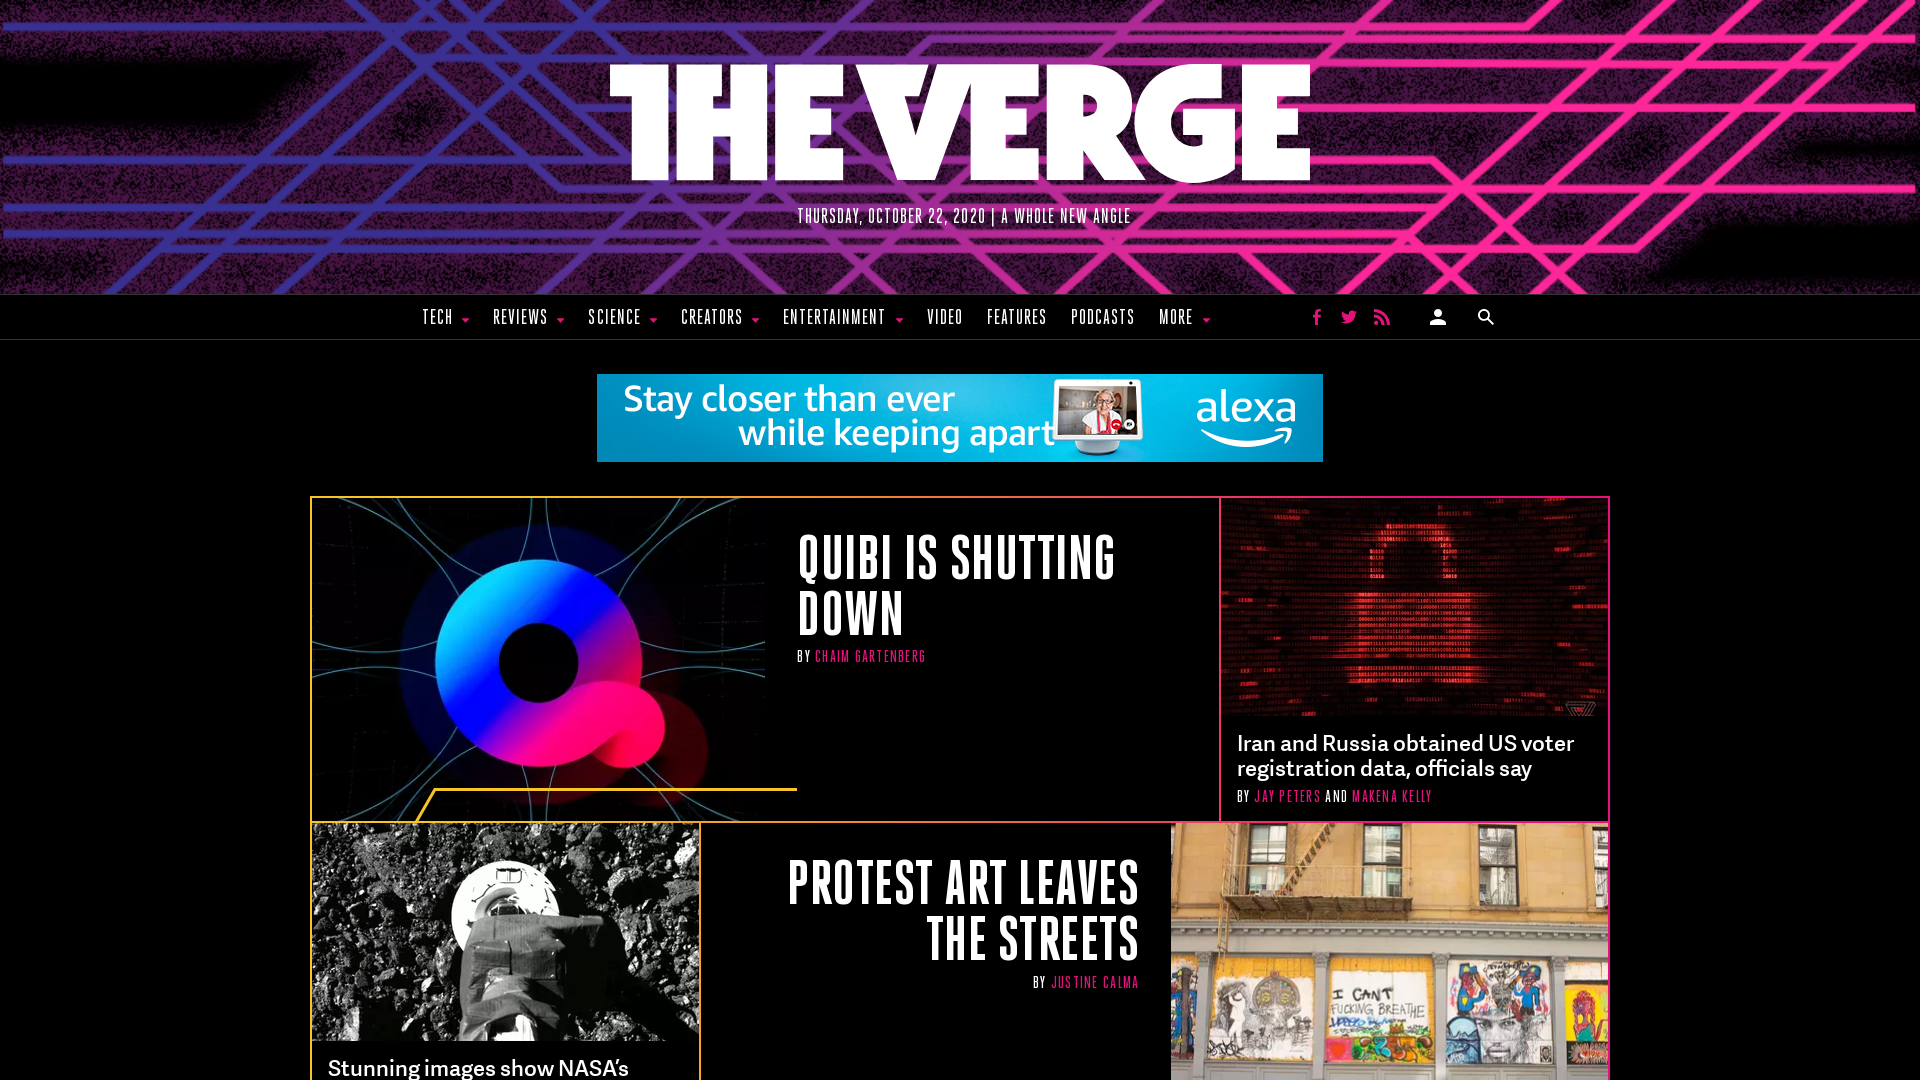 THE VERGE
THURSDAY, OCTOBER 22, 2020 | A WHOLE NEW ANGLE
TECH REVIEWS SCIENCE CREATORS ENTERTAINMENT VIDEO FEATURES PODCASTS MORE
Stay closer than ever
while keeping apart
alexa
QUIBI IS SHUTTING
DOWN
BY CHAIM GARTENBERG
Iran and Russia obtained US voter
registration data, officials say
BY JAY PETERS AND MAKENA KELLY
PROTEST ART LEAVES
THE STREETS
BY JUSTINE CALMA
I CANT
FUCKING BREATHE
Stunning images show NASA's